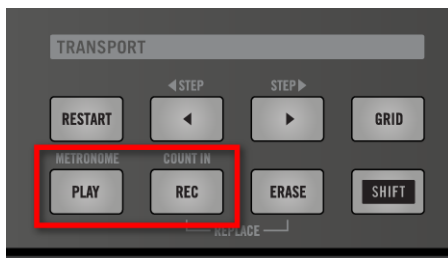 TRANSPORT
◀STEP STEP▶
RESTART ◀ ▶ GRID
METRONOME COUNT IN
PLAY REC ERASE SHIFT
REPLACE